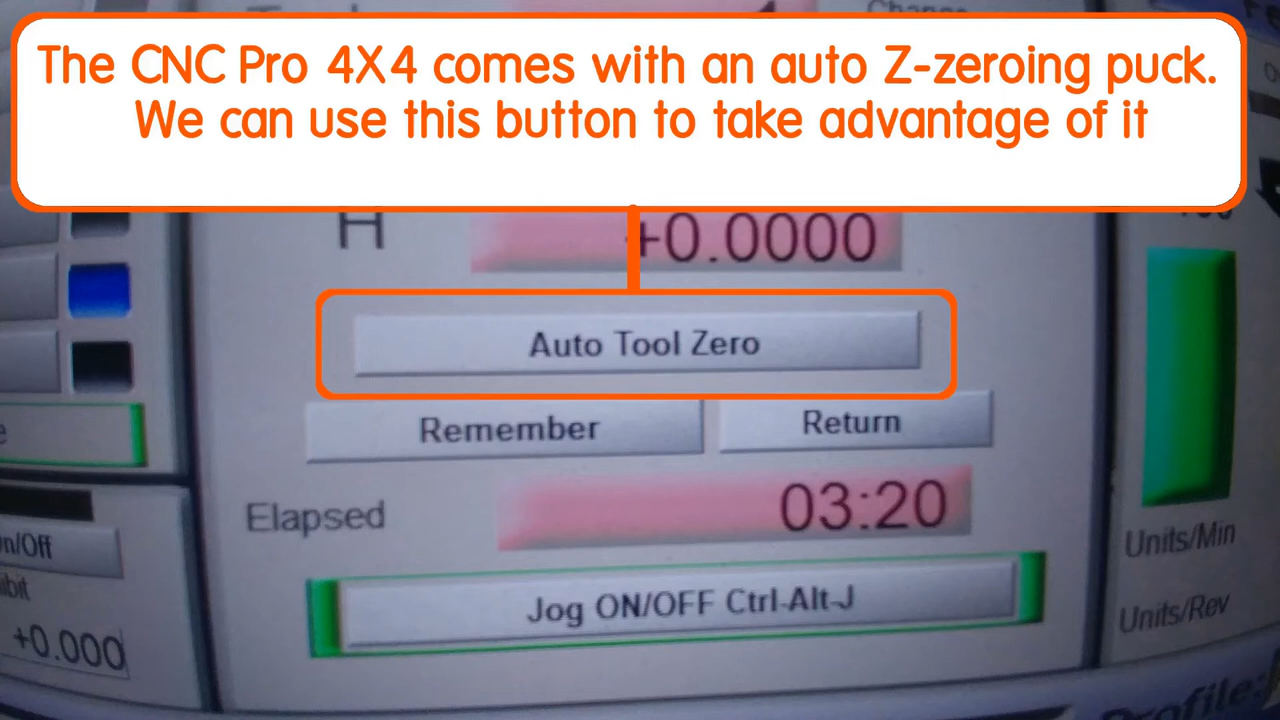 The CNC Pro 4X4 comes with an auto Z-zeroing puck.
We can use this button to take advantage of it
H +0.0000
Auto Tool Zero
Remember Return
Elapsed 03:20
Jog ON/OFF Ctrl-Alt-J
+0.000
Units/Min
Units/Rev
Profile: